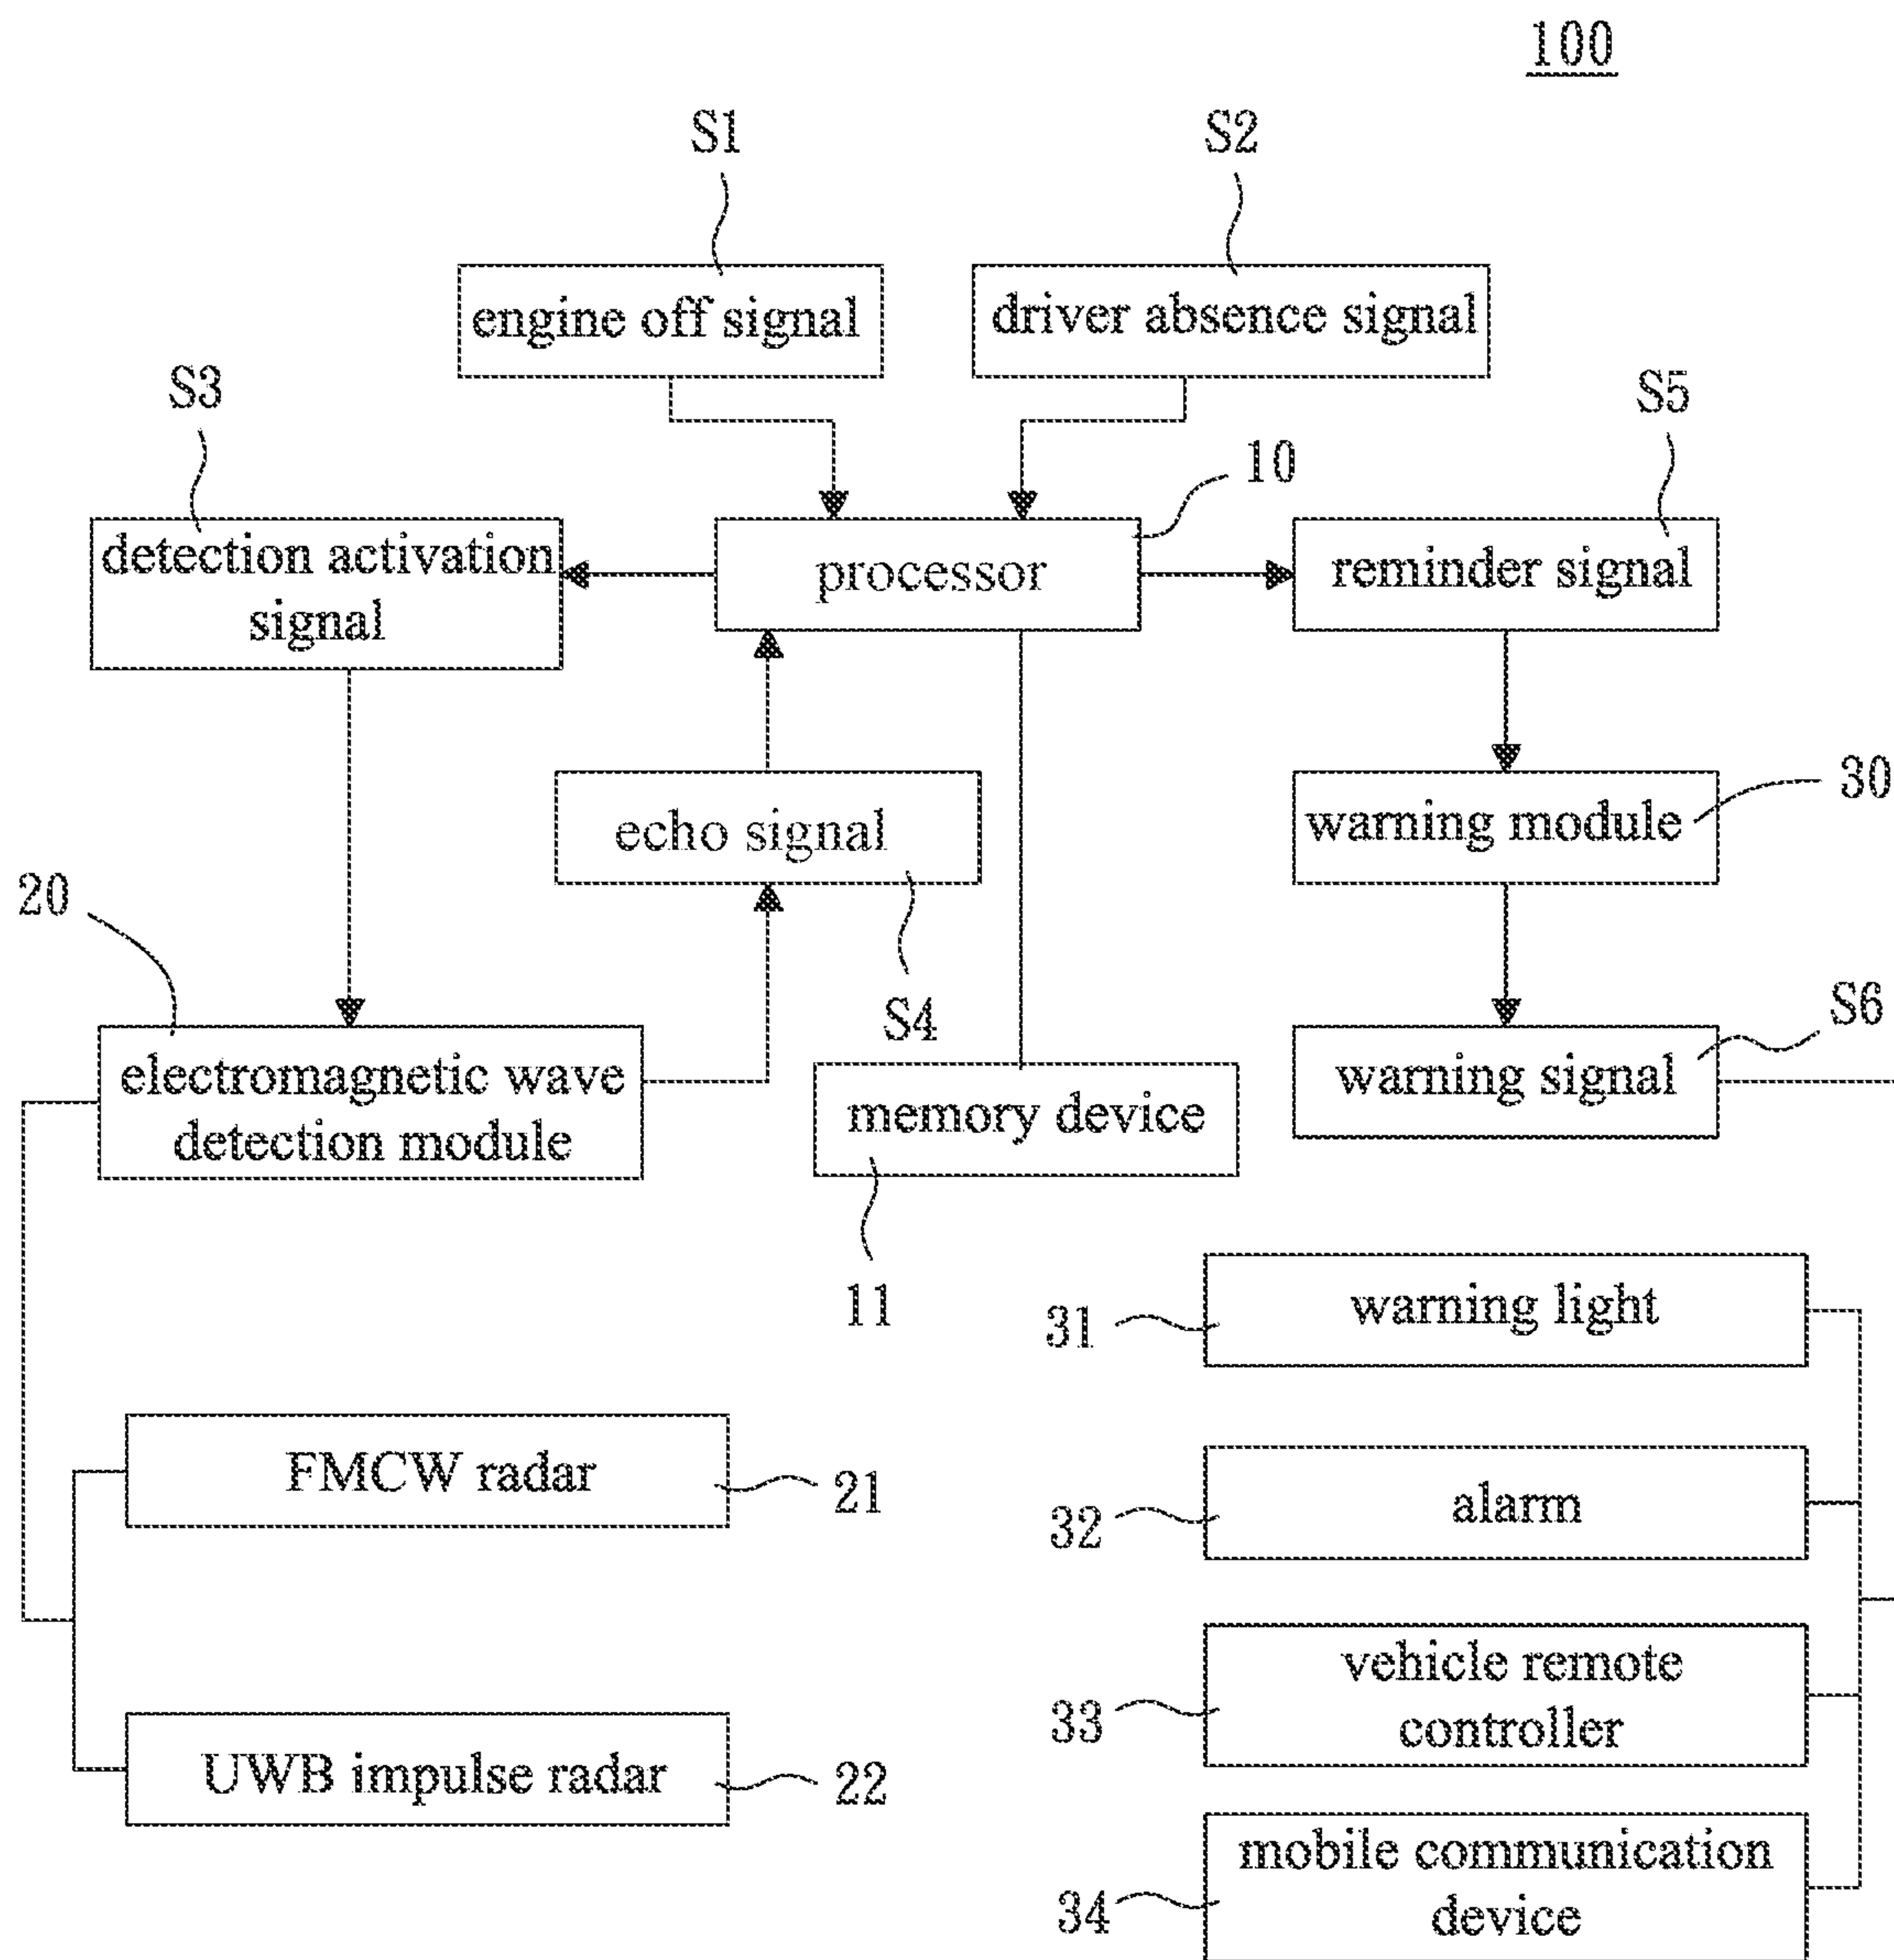 100
S1
S2
engine off signal
driver absence signal
S3
S5
10
detection activation
signal
processor
reminder signal
30
echo signal
warning module
20
S4
S6
electromagnetic wave
detection module
memory device
warning signal
11
31
warning light
FMCW radar
21
32
alarm
33
vehicle remote
controller
UWB impulse radar
22
34
mobile communication
device